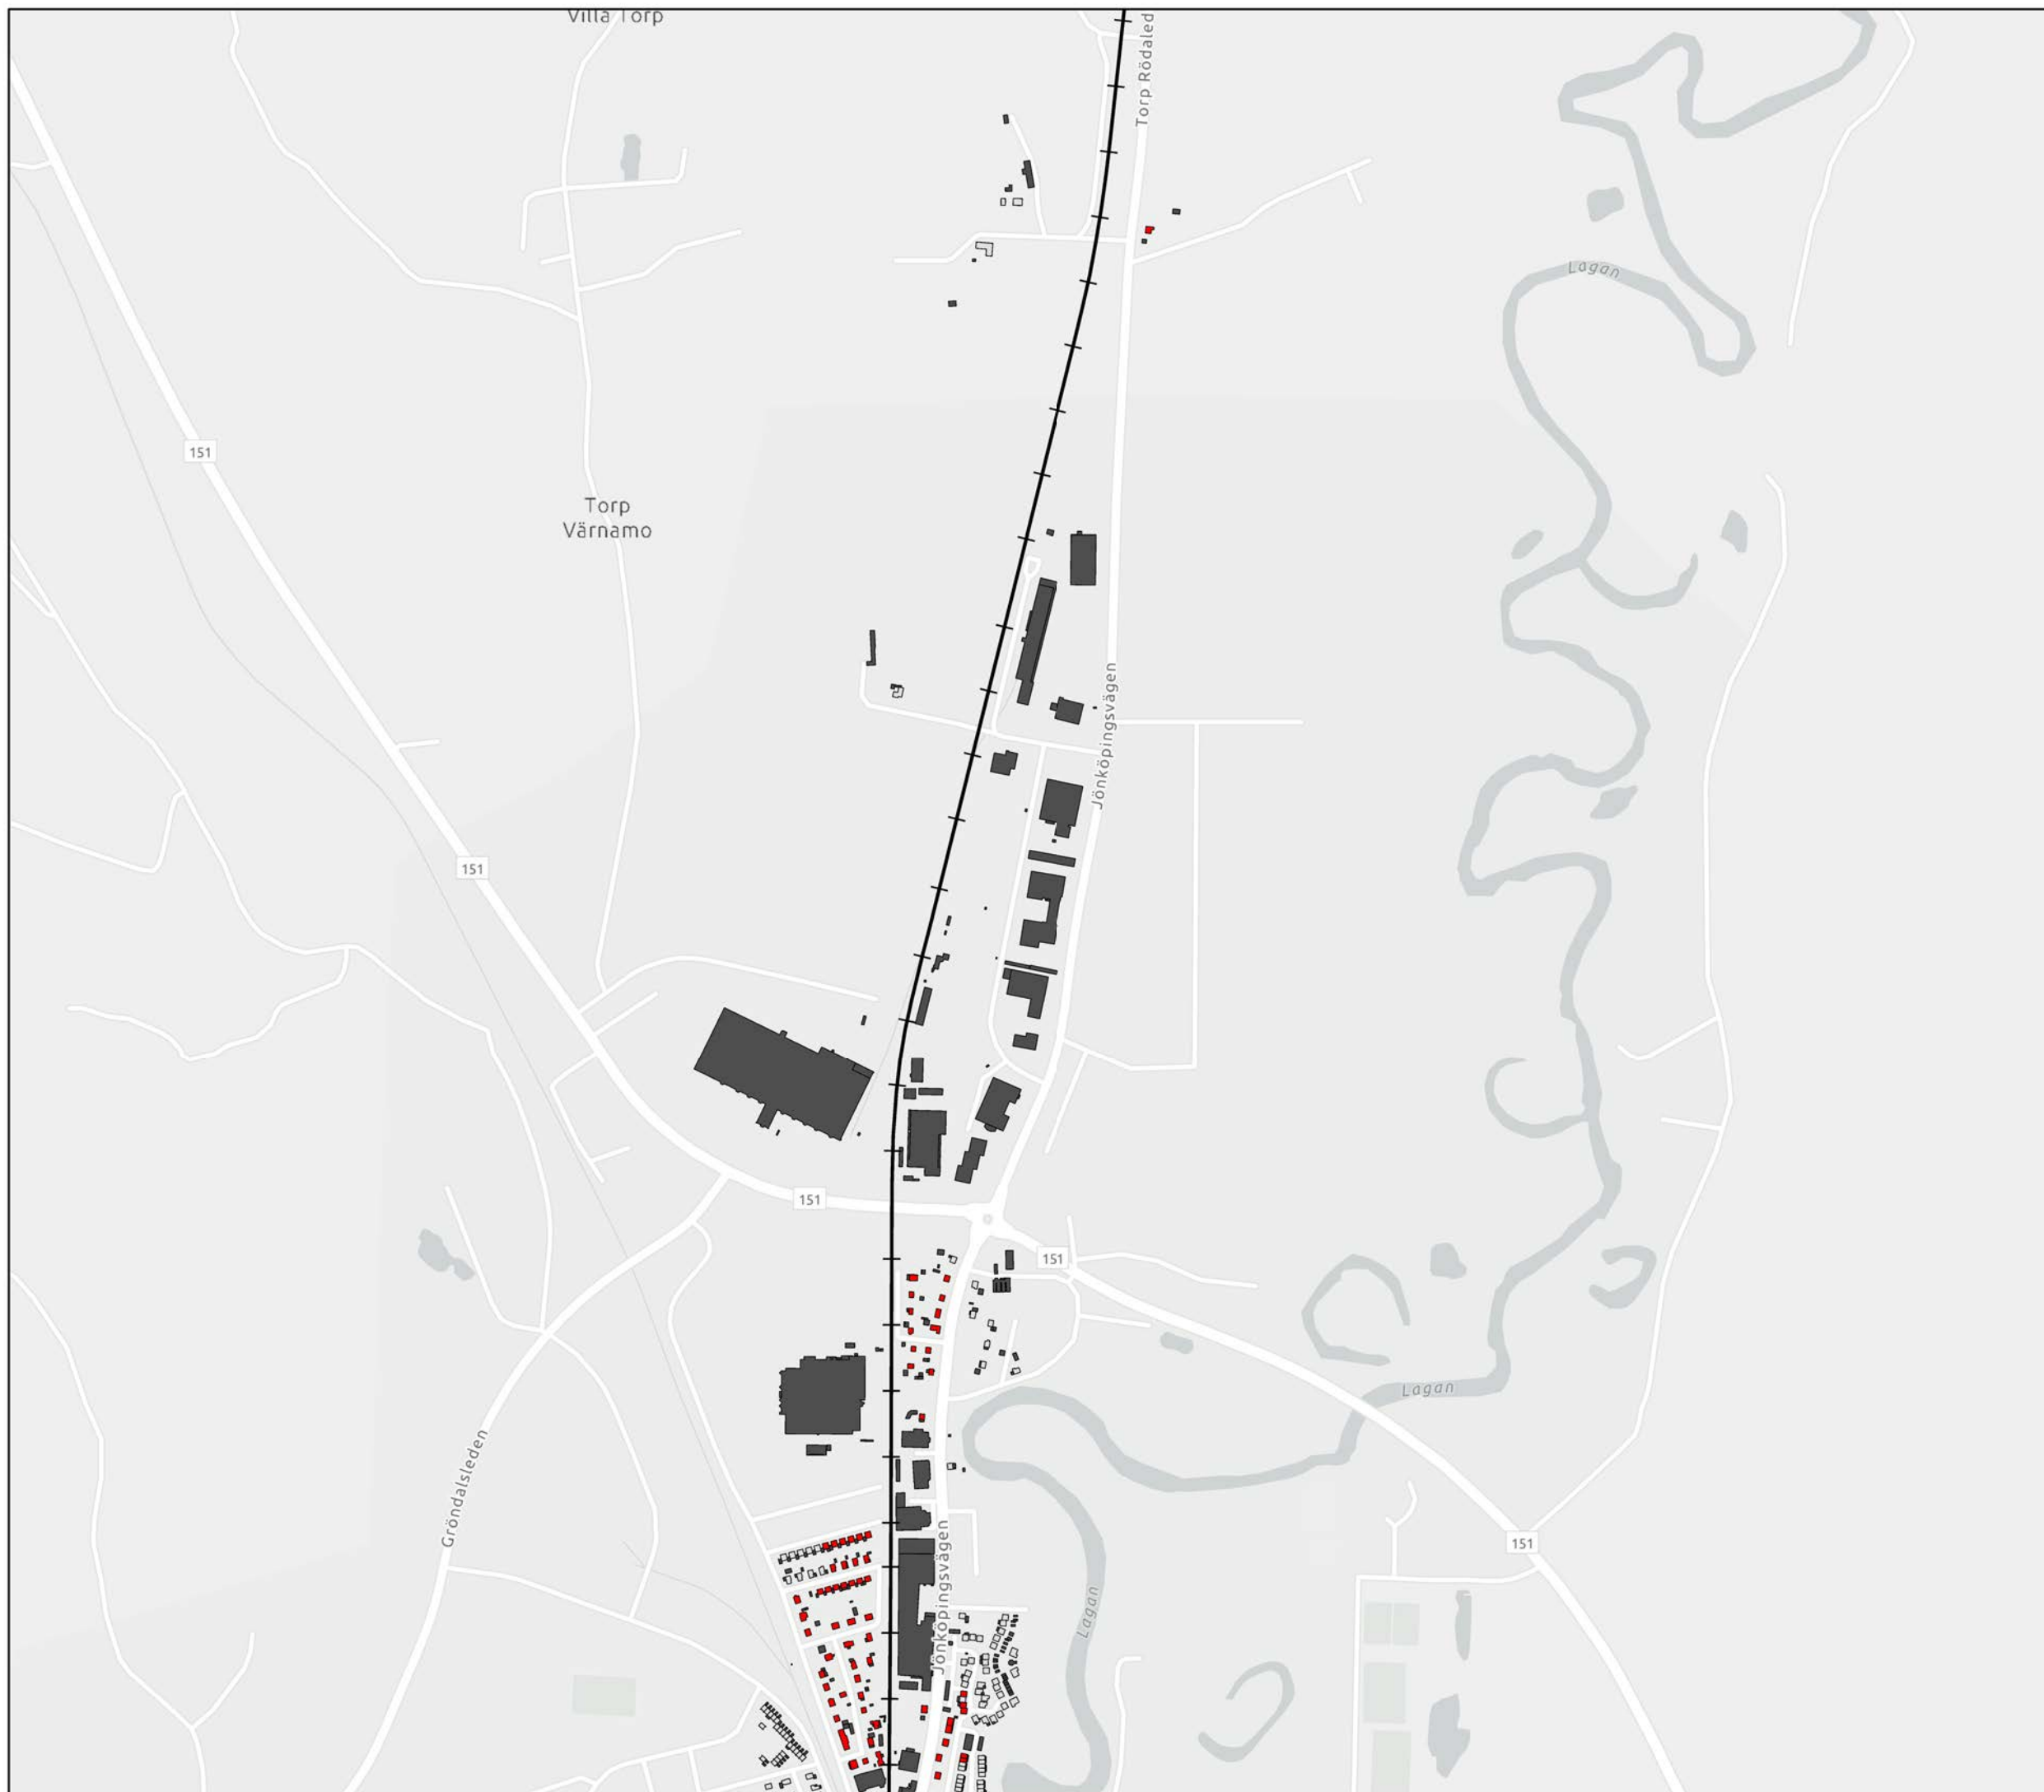 Villa Torp
Torp Rödaled
Lagan
151
Torp
Värnamo
Jönköpingsvägen
151
151
151
Lagan
Gröndalsleden
Jönköpingsvägen
151
Lagan